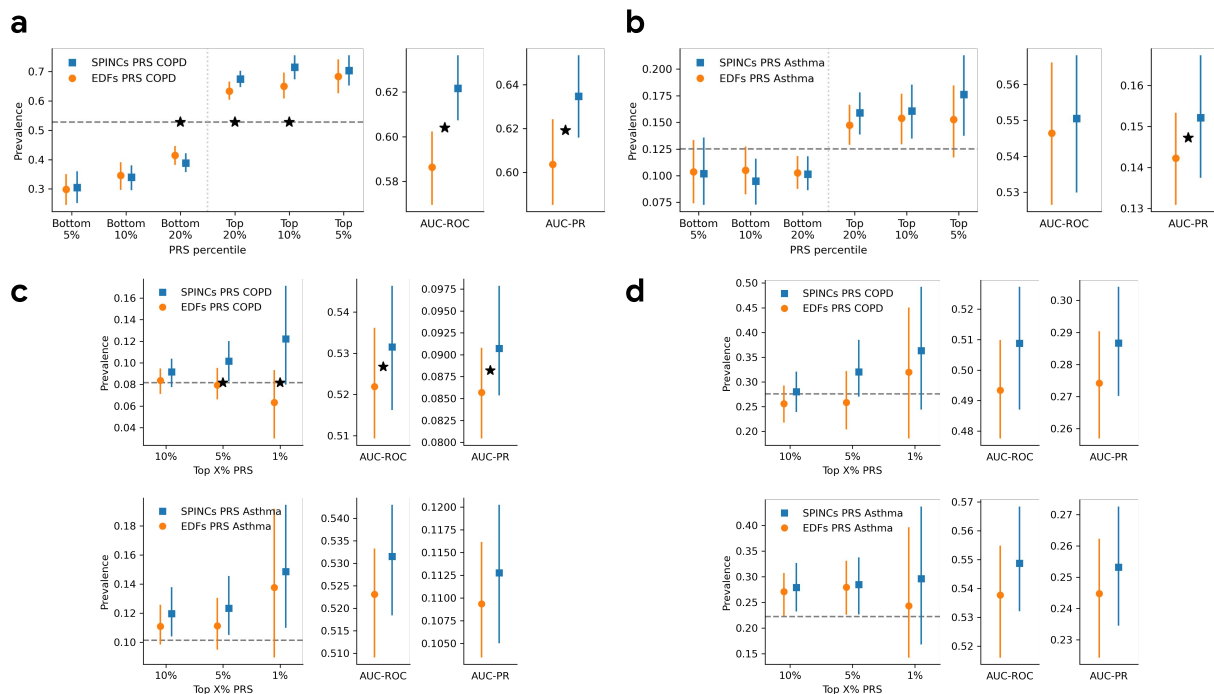 a
SPINCs PRS COPD
EDFs PRS COPD
0.7
0.6
0.5
0.4
0.3
Prevalence
Bottom 5%
Bottom 10%
Bottom 20%
Top 20%
Top 10%
Top 5%
PRS percentile
0.62
0.60
0.58
AUC-ROC
0.64
0.62
0.60
AUC-PR
b
SPINCs PRS Asthma
EDFs PRS Asthma
0.200
0.175
0.150
0.125
0.100
0.075
Prevalence
Bottom 5%
Bottom 10%
Bottom 20%
Top 20%
Top 10%
Top 5%
PRS percentile
0.56
0.55
0.54
0.53
AUC-ROC
0.16
0.15
0.14
0.13
AUC-PR
c
SPINCs PRS COPD
EDFs PRS COPD
0.16
0.14
0.12
0.10
0.08
0.06
0.04
Prevalence
10%
5%
1%
Top X% PRS
0.54
0.53
0.52
0.51
AUC-ROC
0.0975
0.0950
0.0925
0.0900
0.0875
0.0850
0.0825
0.0800
AUC-PR
SPINCs PRS Asthma
EDFs PRS Asthma
0.18
0.16
0.14
0.12
0.10
Prevalence
10%
5%
1%
Top X% PRS
0.540
0.535
0.530
0.525
0.520
0.515
0.510
AUC-ROC
0.1200
0.1175
0.1150
0.1125
0.1100
0.1075
0.1050
AUC-PR
d
SPINCs PRS COPD
EDFs PRS COPD
0.50
0.45
0.40
0.35
0.30
0.25
0.20
Prevalence
10%
5%
1%
Top X% PRS
0.52
0.51
0.50
0.49
0.48
AUC-ROC
0.30
0.29
0.28
0.27
0.26
AUC-PR
SPINCs PRS Asthma
EDFs PRS Asthma
0.40
0.35
0.30
0.25
0.20
0.15
Prevalence
10%
5%
1%
Top X% PRS
0.57
0.56
0.55
0.54
0.53
0.52
AUC-ROC
0.27
0.26
0.25
0.24
0.23
AUC-PR